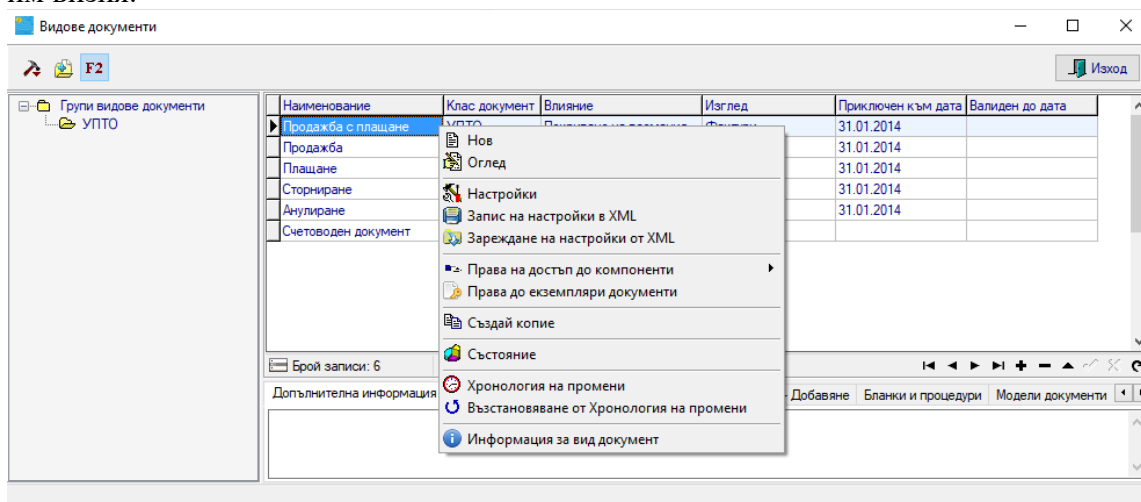 им визия.
Видове документи
F2
Изход
Групи видове документи
УПТО
Наименование Клас документ Влияние Изглед Приключен към дата Валиден до дата
Продажба с плащане УПТО 31.01.2014
Продажба 31.01.2014
Плащане 31.01.2014
Сторниране 31.01.2014
Анулиране 31.01.2014
Счетоводен документ
Нов
Оглед
Настройки
Запис на настройки в XML
Зареждане на настройки от XML
Права на достъп до компоненти
Права до екземпляри документи
Създай копие
Състояние
Хронология на промени
Възстановяване от Хронология на промени
Информация за вид документ
Брой записи: 6
Допълнителна информация Добавяне Бланки и процедури Модели документи